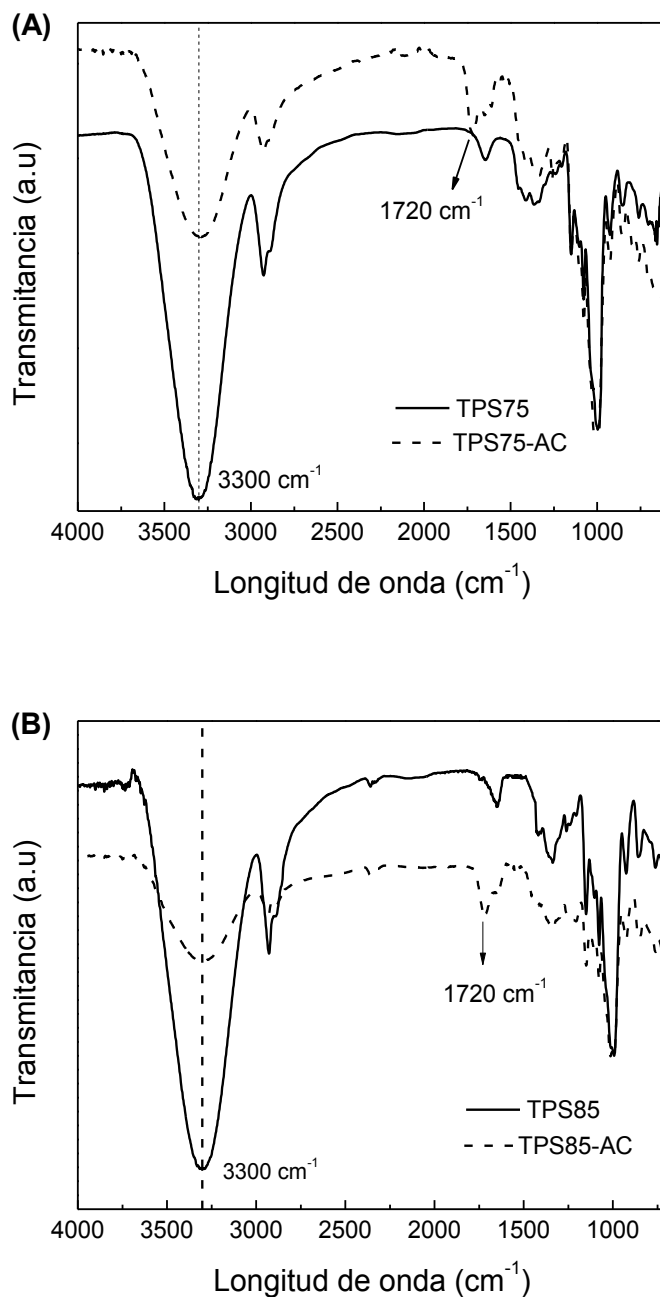 (A)
Transmitancia (a.u)
1720 cm⁻¹
TPS75
TPS75-AC
3300 cm⁻¹
4000 3500 3000 2500 2000 1500 1000
Longitud de onda (cm⁻¹)
(B)
Transmitancia (a.u)
1720 cm⁻¹
TPS85
TPS85-AC
3300 cm⁻¹
4000 3500 3000 2500 2000 1500 1000
Longitud de onda (cm⁻¹)